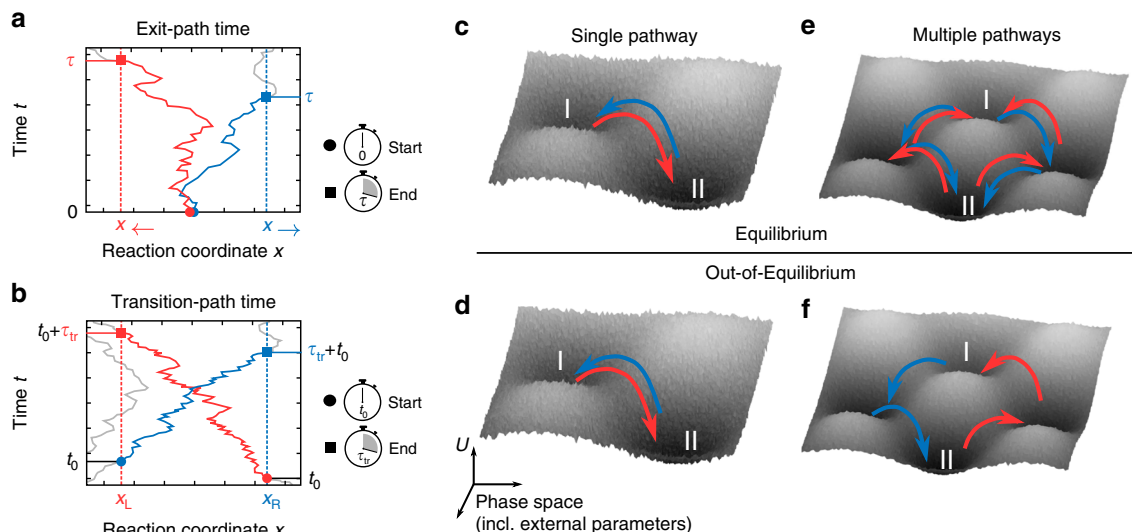 a
Exit-path time
τ
τ
Time t
0
x ←
x →
Reaction coordinate x
0
Start
τ
End
b
Transition-path time
t0+τtr
τtr+t0
Time t
t0
t0
xL
xR
Reaction coordinate x
t0
Start
τtr
End
c
Single pathway
I
II
e
Multiple pathways
I
II
Equilibrium
Out-of-Equilibrium
d
I
II
U
Phase space
(incl. external parameters)
f
I
II